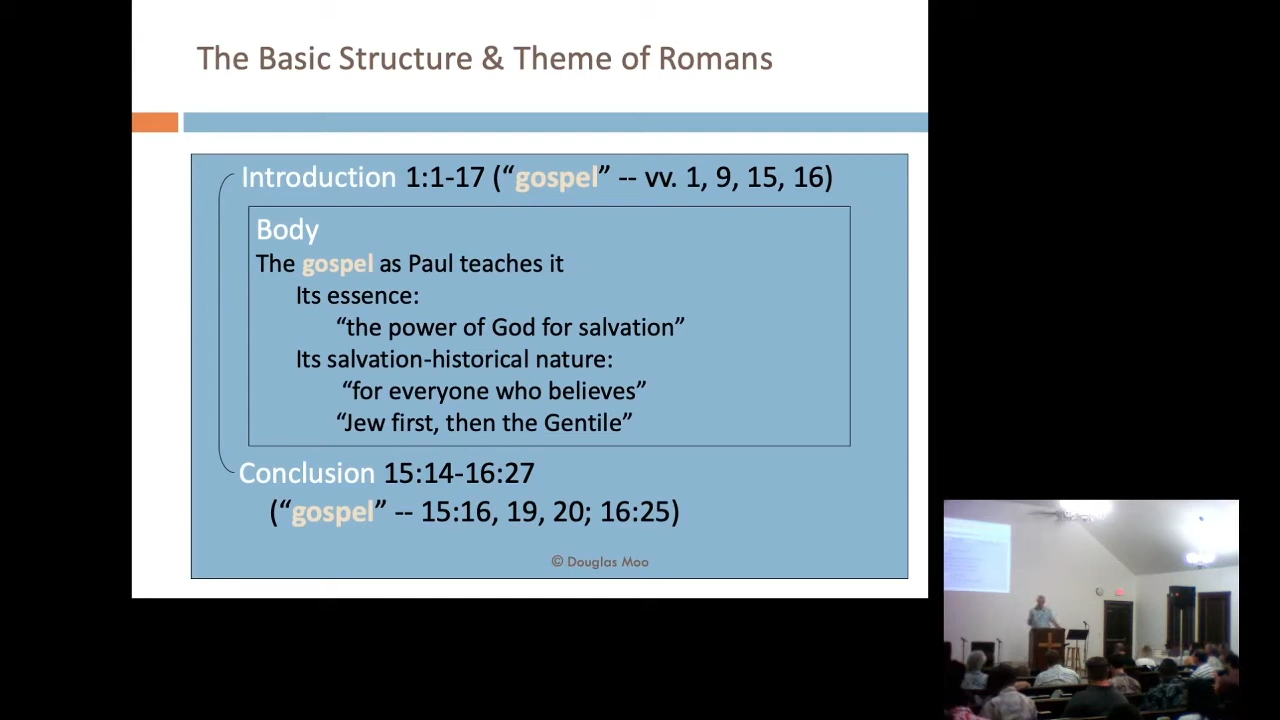 The Basic Structure & Theme of Romans
Introduction 1:1-17 (“gospel” -- vv. 1, 9, 15, 16)
Body
The gospel as Paul teaches it
Its essence:
“the power of God for salvation”
Its salvation-historical nature:
“for everyone who believes”
“Jew first, then the Gentile”
Conclusion 15:14-16:27
(“gospel” -- 15:16, 19, 20; 16:25)
© Douglas Moo